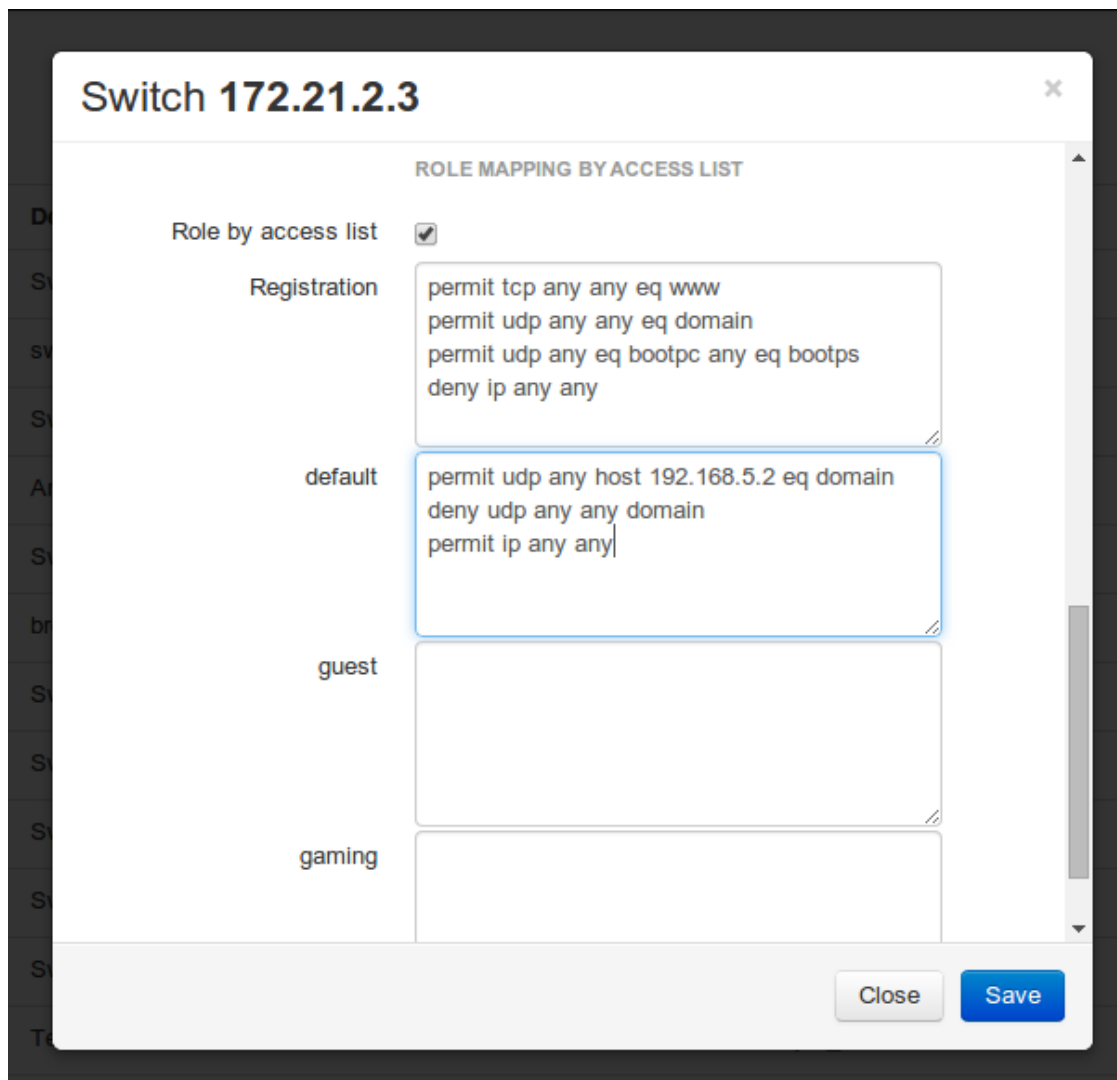 Switch 172.21.2.3
×
ROLE MAPPING BY ACCESS LIST
Role by access list
Registration
permit tcp any any eq www
permit udp any any eq domain
permit udp any eq bootpc any eq bootps
deny ip any any
default
permit udp any host 192.168.5.2 eq domain
deny udp any any domain
permit ip any any
guest
gaming
Close
Save